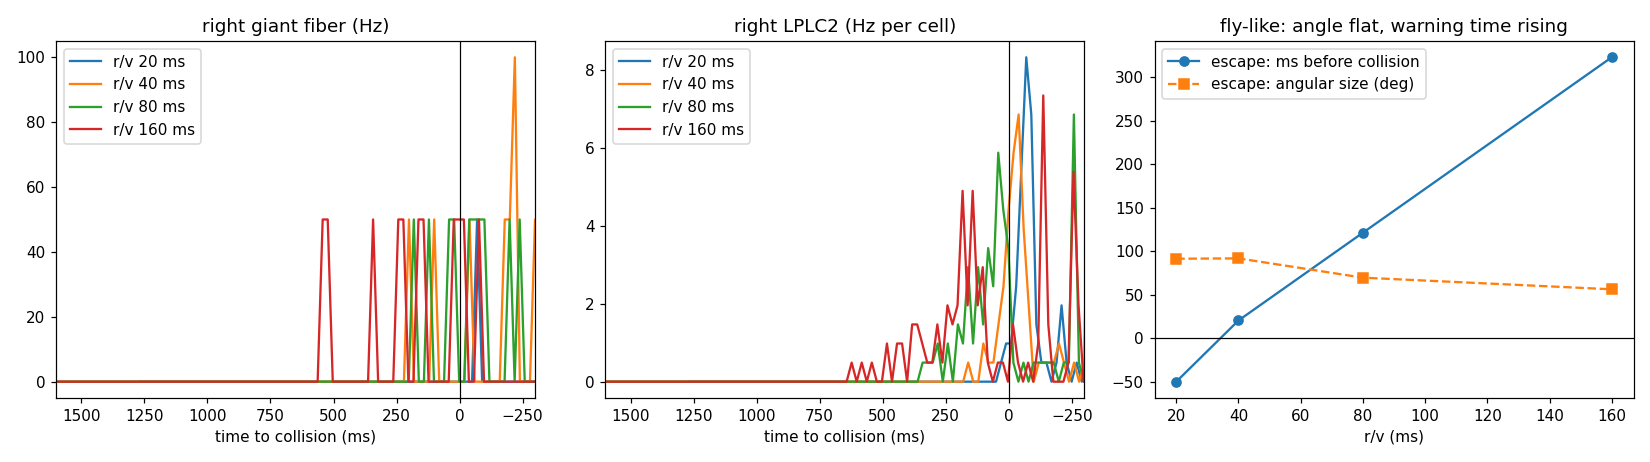 right giant fiber (Hz)
100
80
60
40
20
0
r/v 20 ms
r/v 40 ms
r/v 80 ms
r/v 160 ms
1500
1250
1000
750
500
250
0
−250
time to collision (ms)
right LPLC2 (Hz per cell)
8
6
4
2
0
r/v 20 ms
r/v 40 ms
r/v 80 ms
r/v 160 ms
1500
1250
1000
750
500
250
0
−250
time to collision (ms)
fly-like: angle flat, warning time rising
300
250
200
150
100
50
0
−50
escape: ms before collision
escape: angular size (deg)
20
40
60
80
100
120
140
160
r/v (ms)